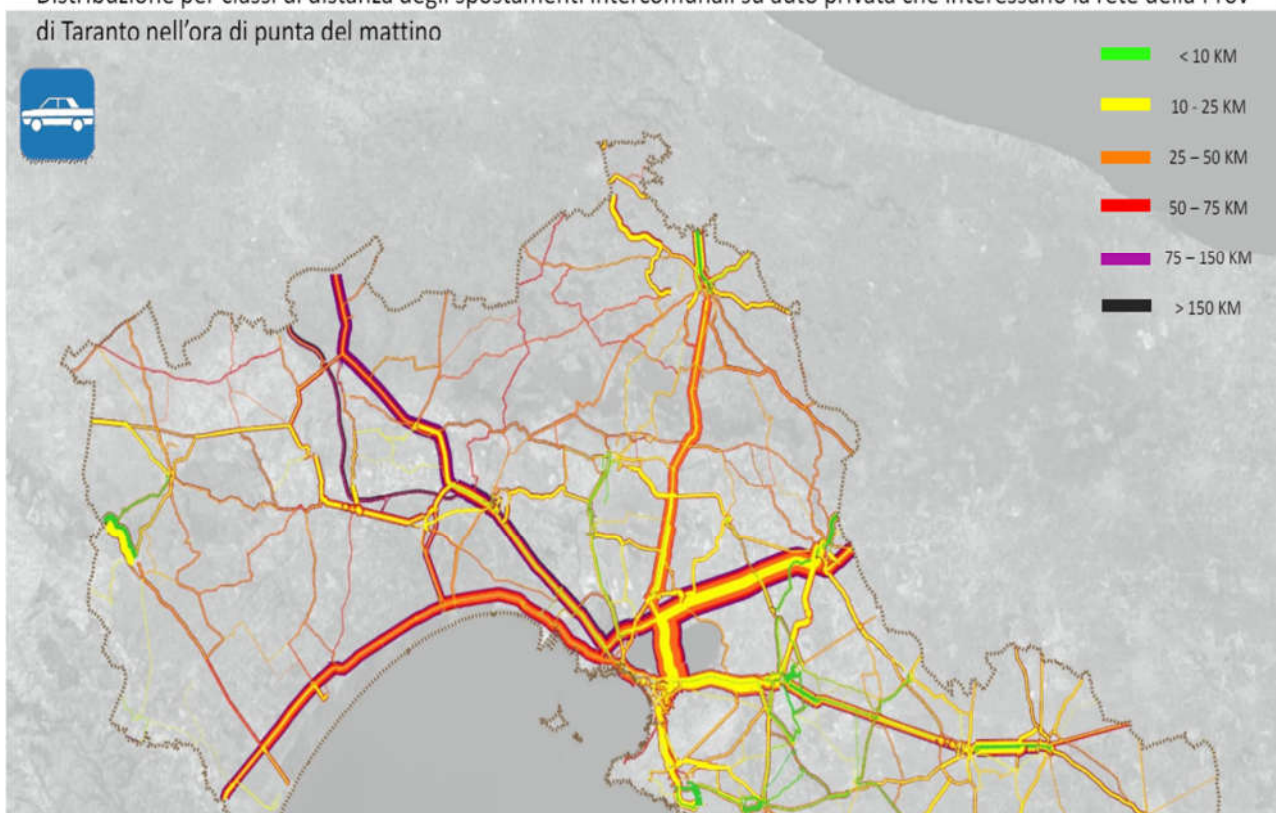 Distribuzione per classi di distanza degli spostamenti intercomunali su auto privata che interessano la rete della Prov
di Taranto nell'ora di punta del mattino
< 10 KM
10 - 25 KM
25 – 50 KM
50 – 75 KM
75 – 150 KM
> 150 KM